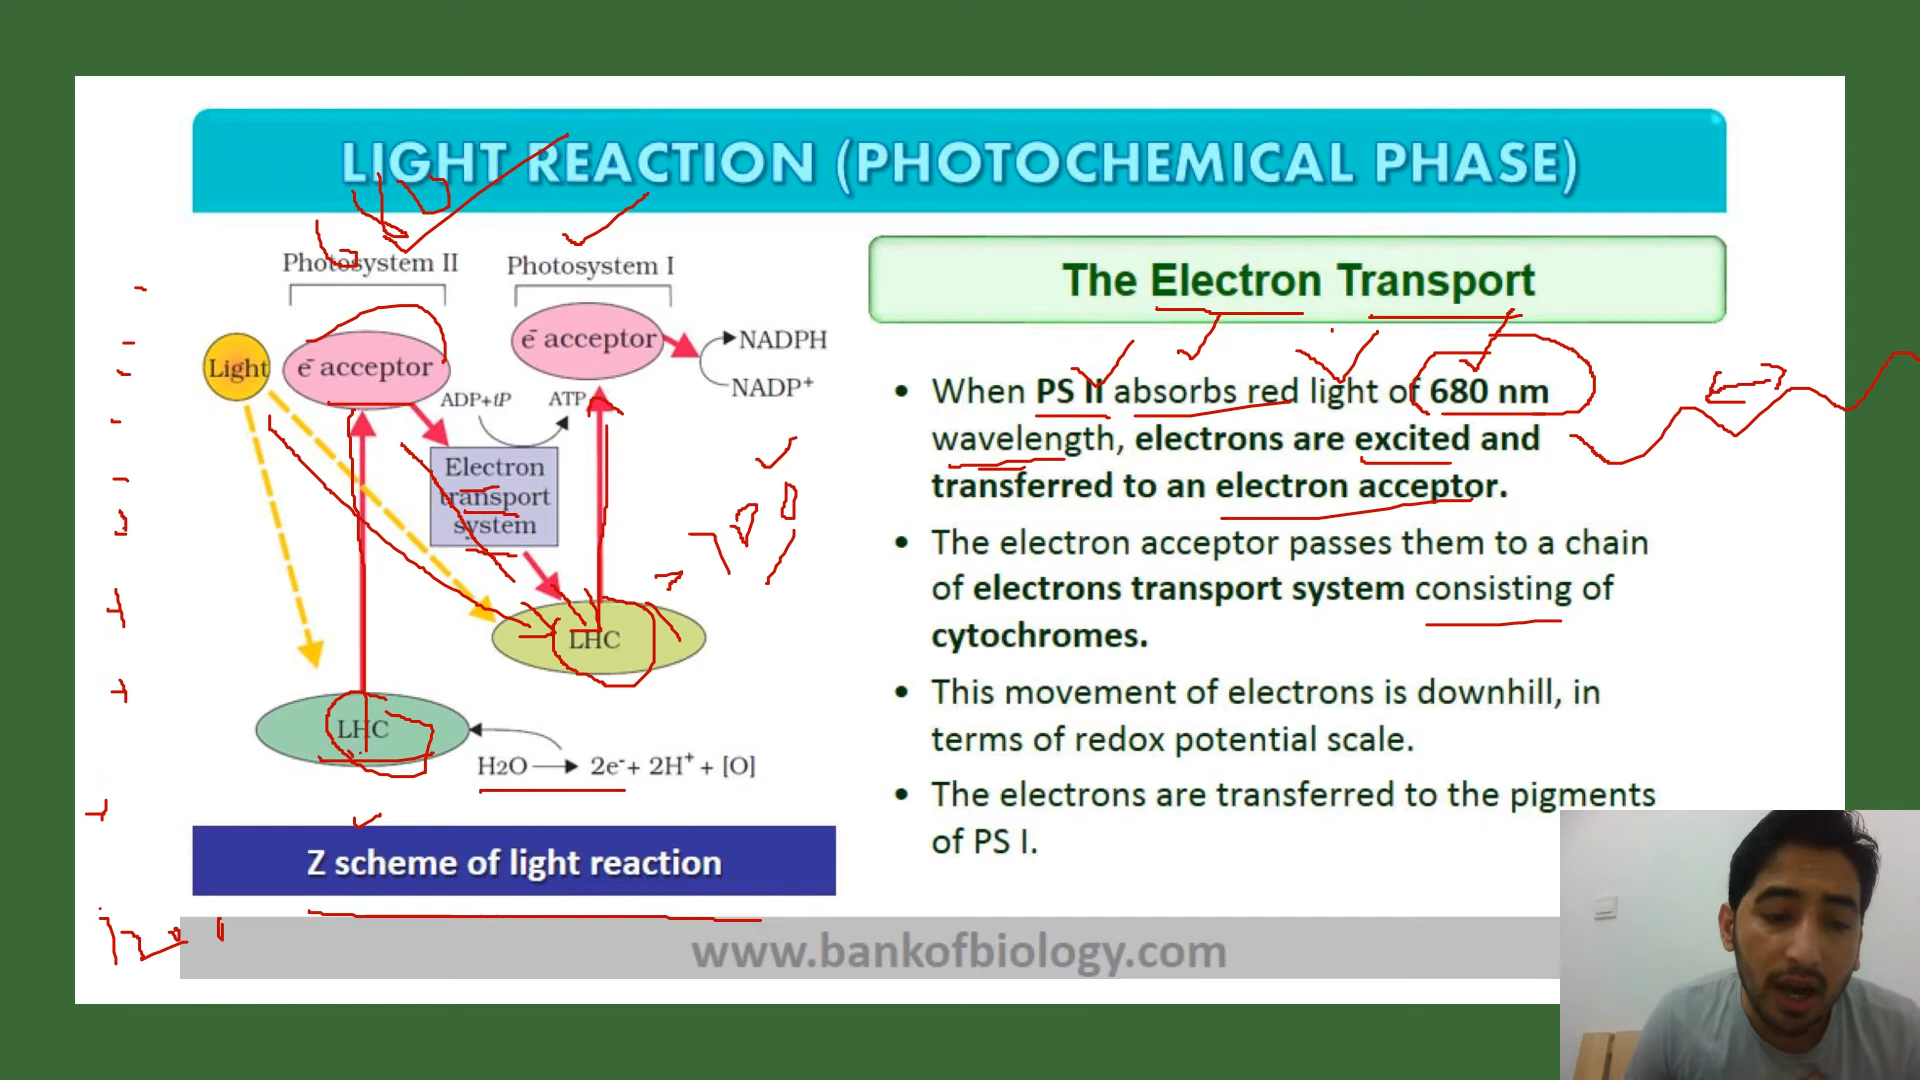 LIGHT REACTION (PHOTOCHEMICAL PHASE)
Photosystem II
Photosystem I
Light
e⁻ acceptor
e⁻ acceptor
NADPH
NADP⁺
ADP+iP
ATP
Electron
transport
system
LHC
LHC
H2O → 2e⁻+ 2H⁺ + [O]
Z scheme of light reaction
The Electron Transport
• When PS II absorbs red light of 680 nm
wavelength, electrons are excited and
transferred to an electron acceptor.
• The electron acceptor passes them to a chain
of electrons transport system consisting of
cytochromes.
• This movement of electrons is downhill, in
terms of redox potential scale.
• The electrons are transferred to the pigments
of PS I.
www.bankofbiology.com